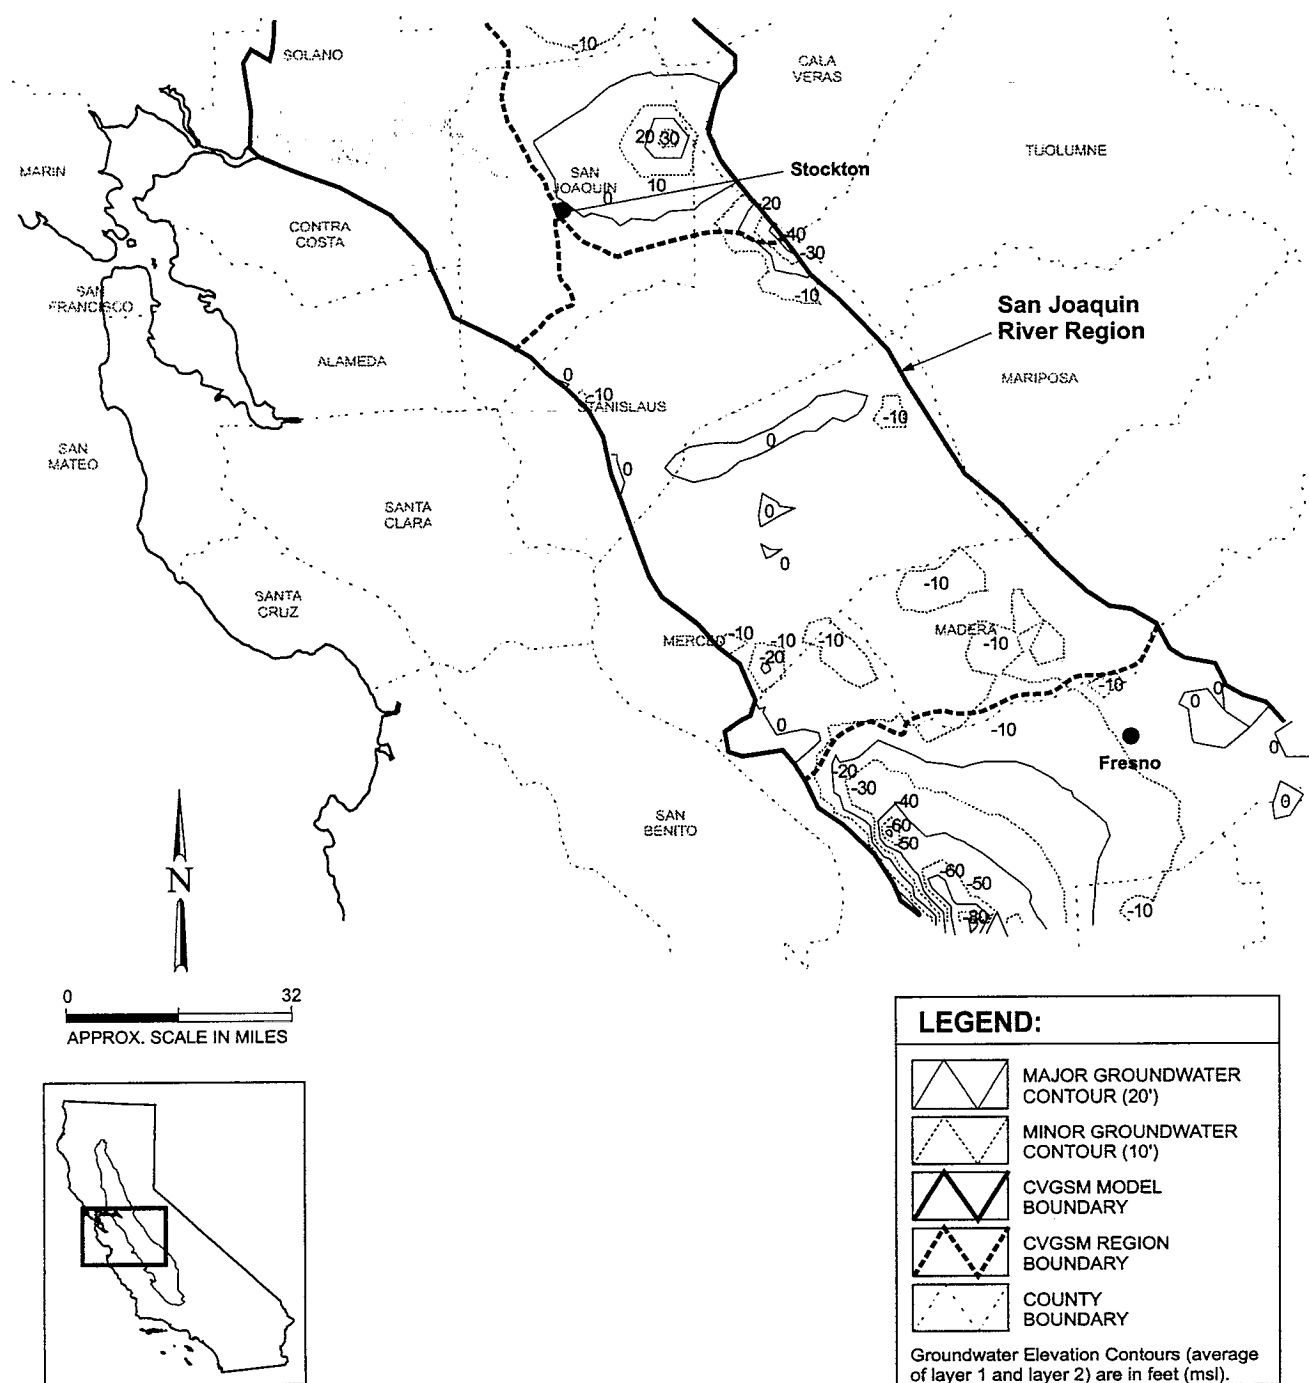 -10
SOLANO
CALA
VERAS
20 30
TUOLUMNE
MARIN
SAN
JOAQUIN
10
0
Stockton
-20
CONTRA
COSTA
-40
-30
-10
SAN
FRANCISCO
San Joaquin
River Region
ALAMEDA
0
-10
STANISLAUS
MARIPOSA
-10
0
SAN
MATEO
0
SANTA
CLARA
0
0
-10
SANTA
CRUZ
MERCED
-10
-10
-20
-10
MADERA
-10
-10
0
0
0
-10
Fresno
0
-20
-30
-40
-60
-50
0
SAN
BENITO
-60
-50
-80
-10
N
0 32
APPROX. SCALE IN MILES
LEGEND:
MAJOR GROUNDWATER
CONTOUR (20')
MINOR GROUNDWATER
CONTOUR (10')
CVGSM MODEL
BOUNDARY
CVGSM REGION
BOUNDARY
COUNTY
BOUNDARY
Groundwater Elevation Contours (average
of layer 1 and layer 2) are in feet (msl).